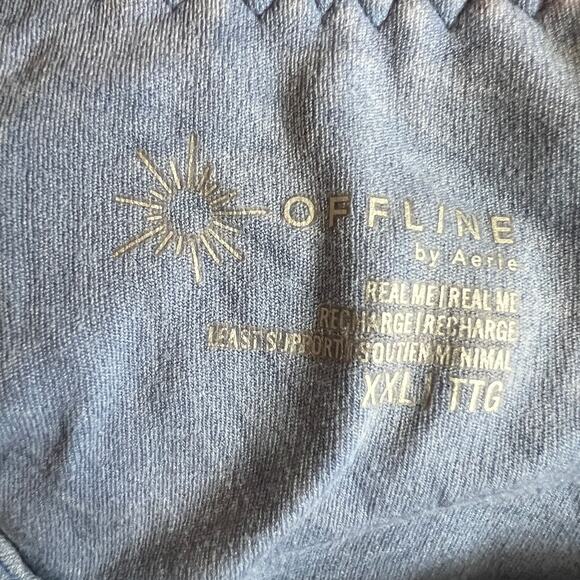 OFFLINE
by Aerie
REAL ME | REAL ME
RECHARGE | RECHARGE
LEAST SUPPORT | SOUTIEN MINIMAL
XXL | TTG